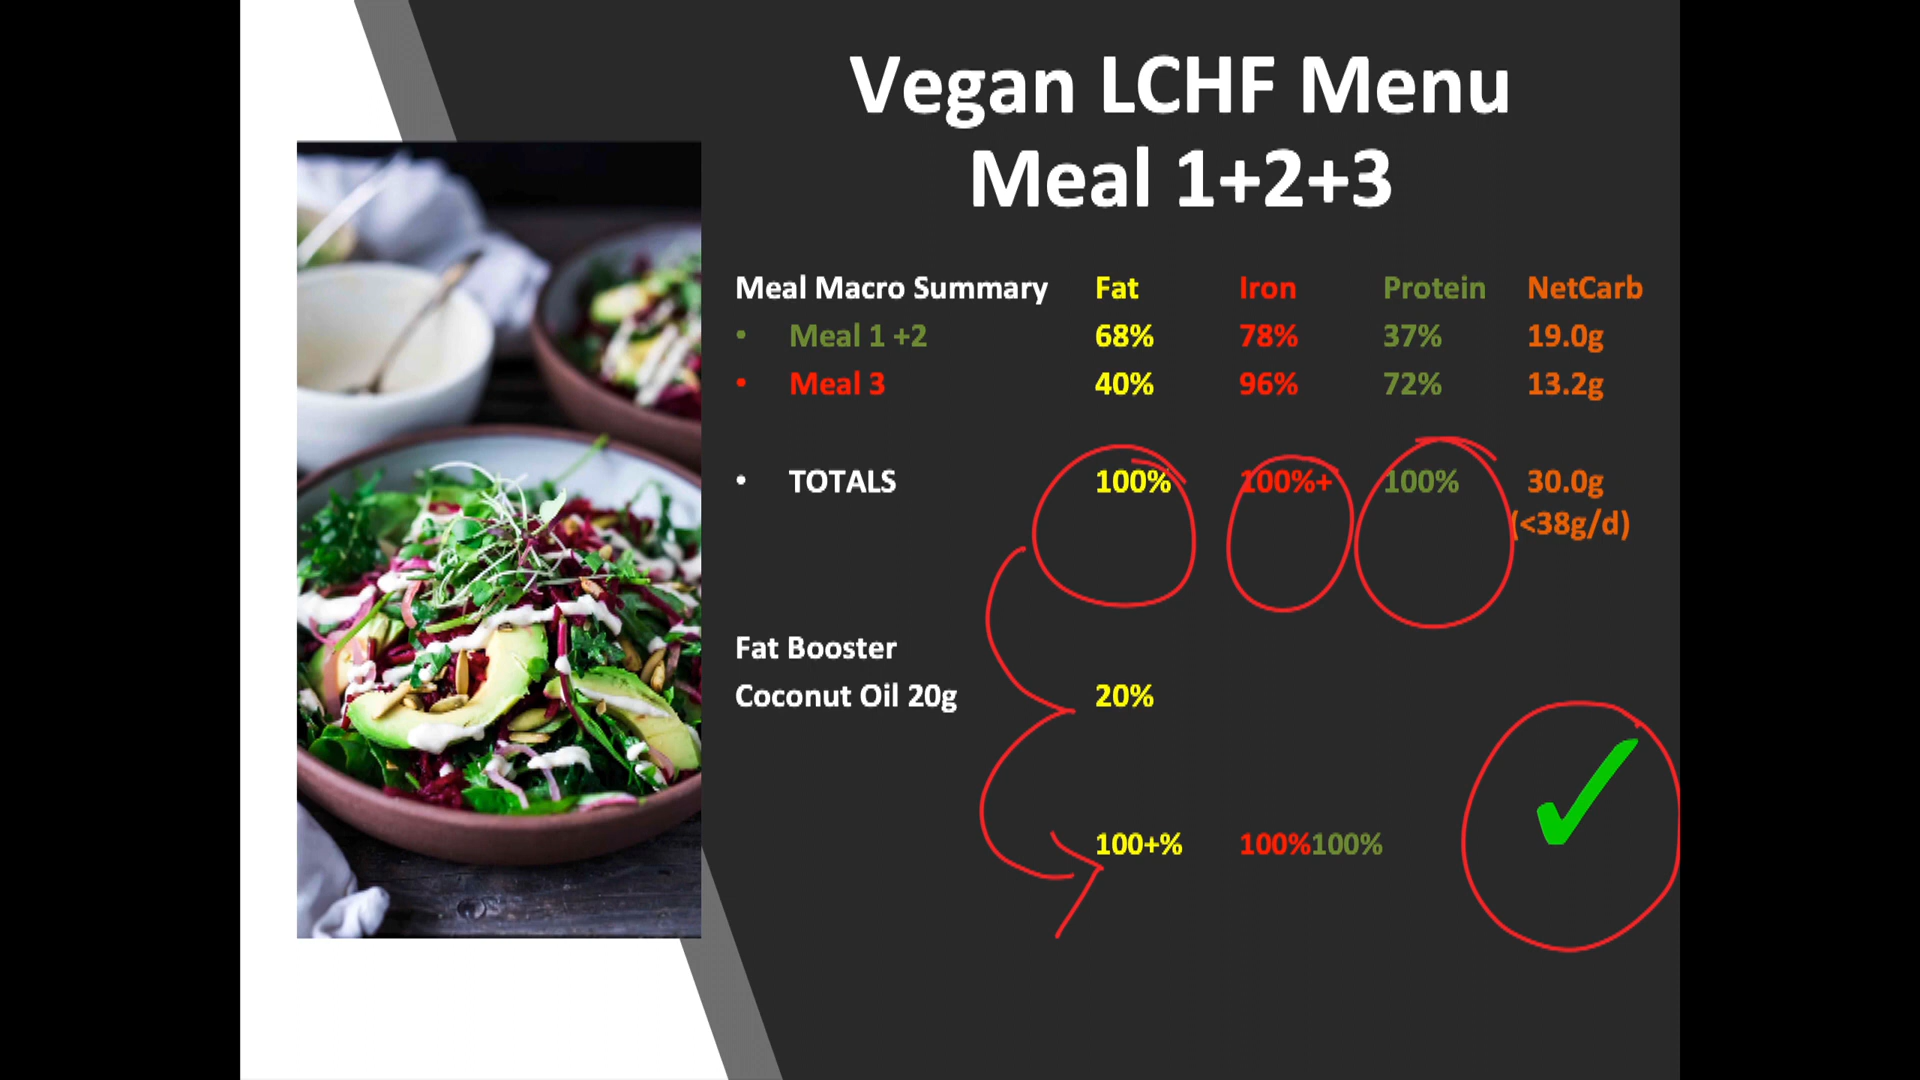 Vegan LCHF Menu
Meal 1+2+3
Meal Macro Summary Fat Iron Protein NetCarb
• Meal 1 +2 68% 78% 37% 19.0g
• Meal 3 40% 96% 72% 13.2g
• TOTALS 100% 100%+ 100% 30.0g
(<38g/d)
Fat Booster
Coconut Oil 20g 20%
100+% 100%100%